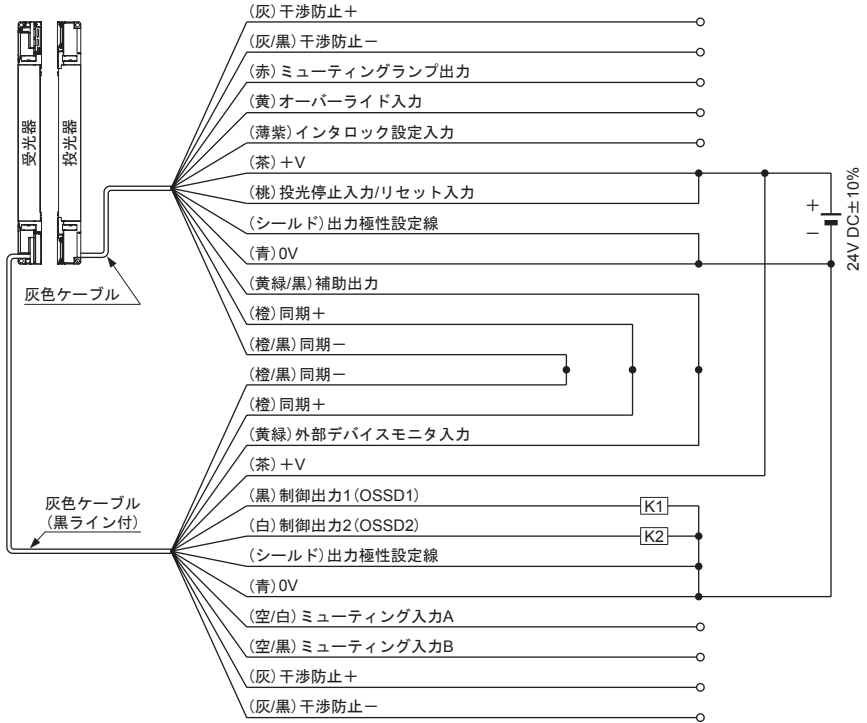 受光器
投光器
(灰)干渉防止＋
(灰/黒)干渉防止－
(赤)ミューティングランプ出力
(黄)オーバーライド入力
(薄紫)インタロック設定入力
(茶)＋V
(桃)投光停止入力/リセット入力
(シールド)出力極性設定線
(青)0V
(黄緑/黒)補助出力
(橙)同期＋
(橙/黒)同期－
(橙/黒)同期－
(橙)同期＋
(黄緑)外部デバイスモニタ入力
(茶)＋V
(黒)制御出力1(OSSD1)
K1
(白)制御出力2(OSSD2)
K2
(シールド)出力極性設定線
(青)0V
(空/白)ミューティング入力A
(空/黒)ミューティング入力B
(灰)干渉防止＋
(灰/黒)干渉防止－
灰色ケーブル
灰色ケーブル
(黒ライン付)
＋
－
24V DC±10%